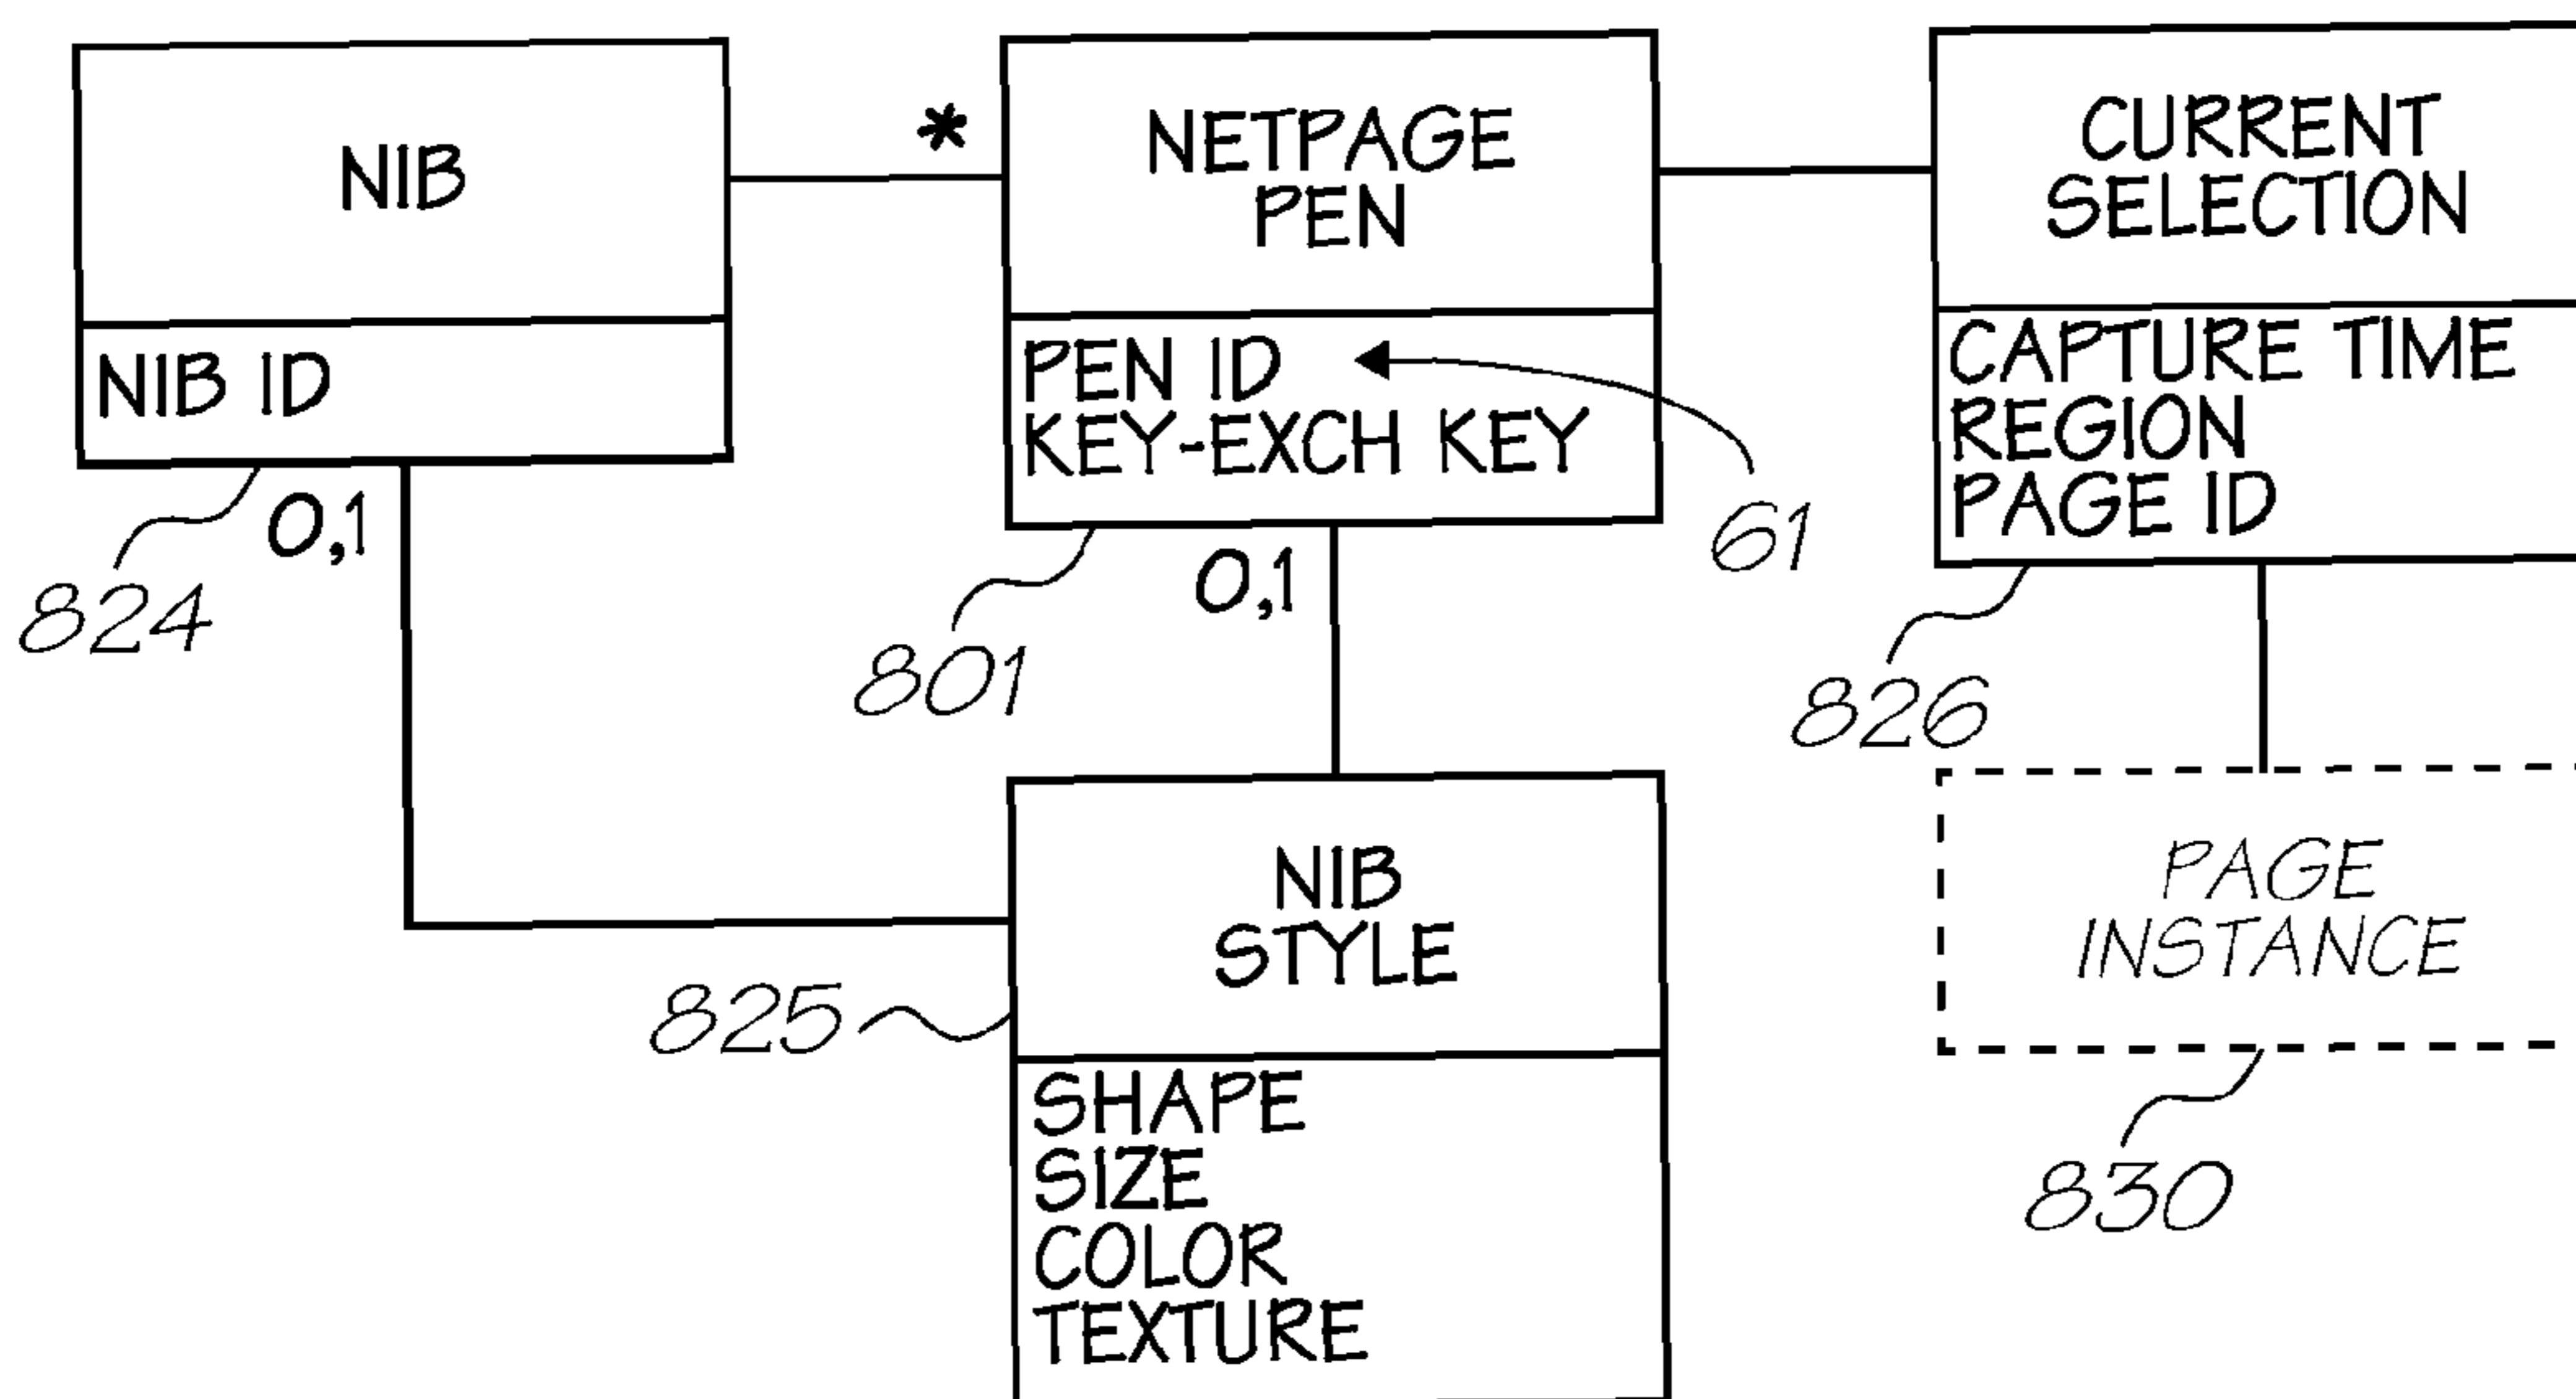 NIB
NIB ID
824
0,1
*
NETPAGE
PEN
PEN ID
KEY-EXCH KEY
61
801
0,1
CURRENT
SELECTION
CAPTURE TIME
REGION
PAGE ID
826
NIB
STYLE
825
SHAPE
SIZE
COLOR
TEXTURE
PAGE
INSTANCE
830